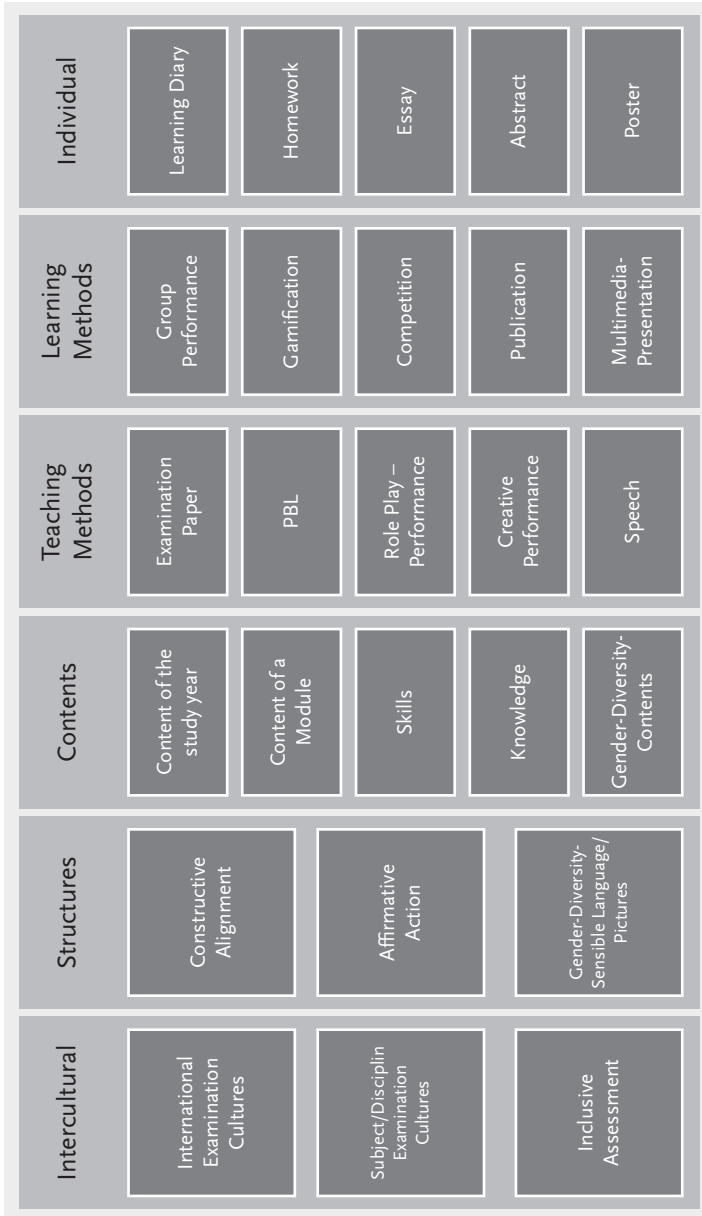 Intercultural
International
Examination
Cultures
Subject/Disciplin
Examination
Cultures
Inclusive
Assessment
Structures
Constructive
Alignment
Affirmative
Action
Gender-Diversity-
Sensible Language/
Pictures
Contents
Content of the
study year
Content of a
Module
Skills
Knowledge
Gender-Diversity-
Contents
Teaching
Methods
Examination
Paper
PBL
Role Play –
Performance
Creative
Performance
Speech
Learning
Methods
Group
Performance
Gamification
Competition
Publication
Multimedia-
Presentation
Individual
Learning Diary
Homework
Essay
Abstract
Poster